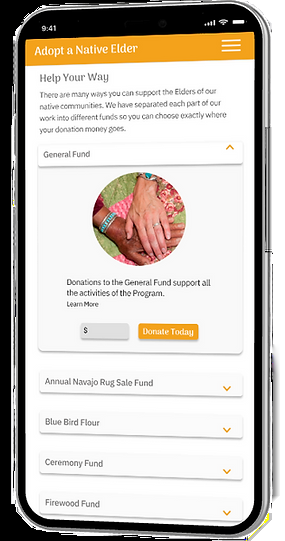 9:41
Adopt a Native Elder
Help Your Way
There are many ways you can support the Elders of our
native communities. We have separated each part of our
work into different funds so you can choose exactly where
your donation money goes.
General Fund
Donations to the General Fund support all
the activities of the Program.
Learn More
$
Donate Today
Annual Navajo Rug Sale Fund
Blue Bird Flour
Ceremony Fund
Firewood Fund